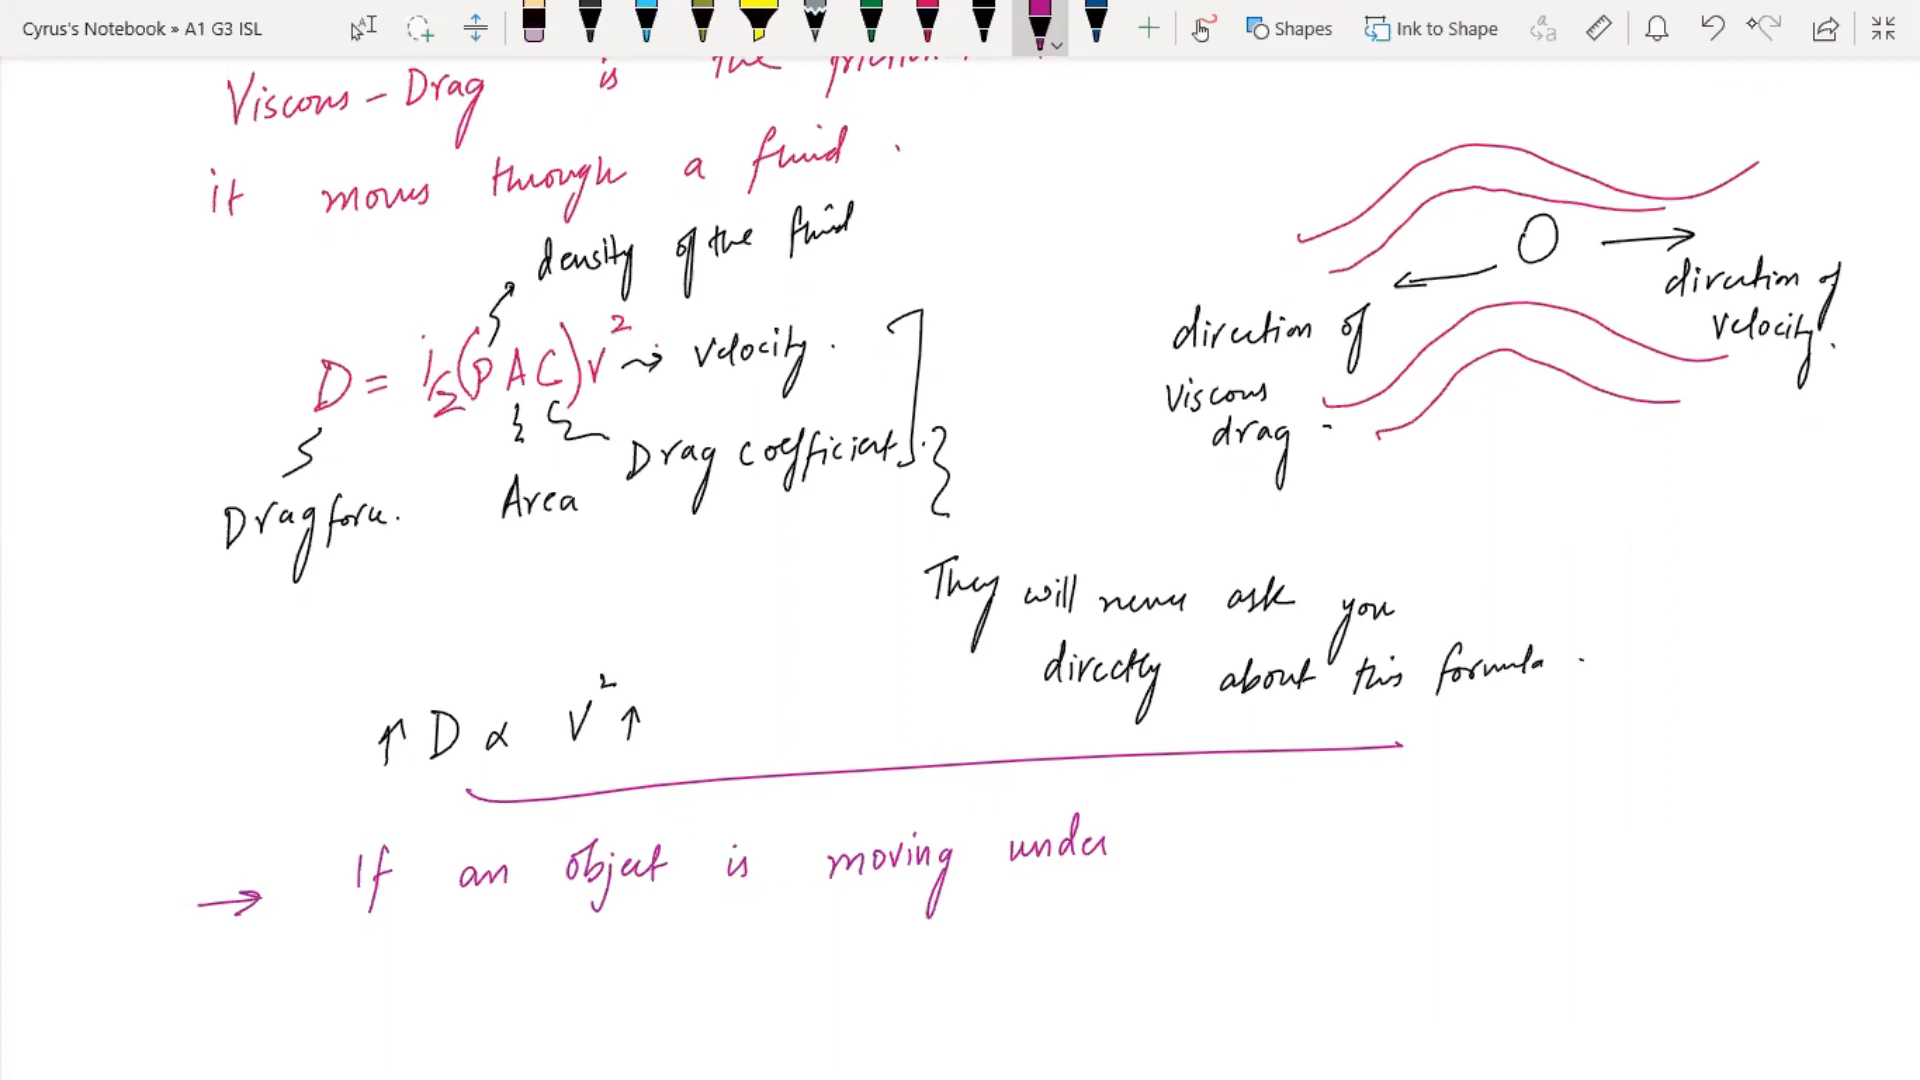 Cyrus's Notebook » A1 G3 ISL
Shapes
Ink to Shape
Viscous - Drag is the
it moves through a fluid.
density of the fluid
D = 1/2 (ρ A C) v² → velocity.
Drag force.
Area
Drag coefficient.
direction of velocity.
direction of
viscous
drag
They will never ask you
directly about this formula.
↑ D ∝ V² ↑
→ If an object is moving under